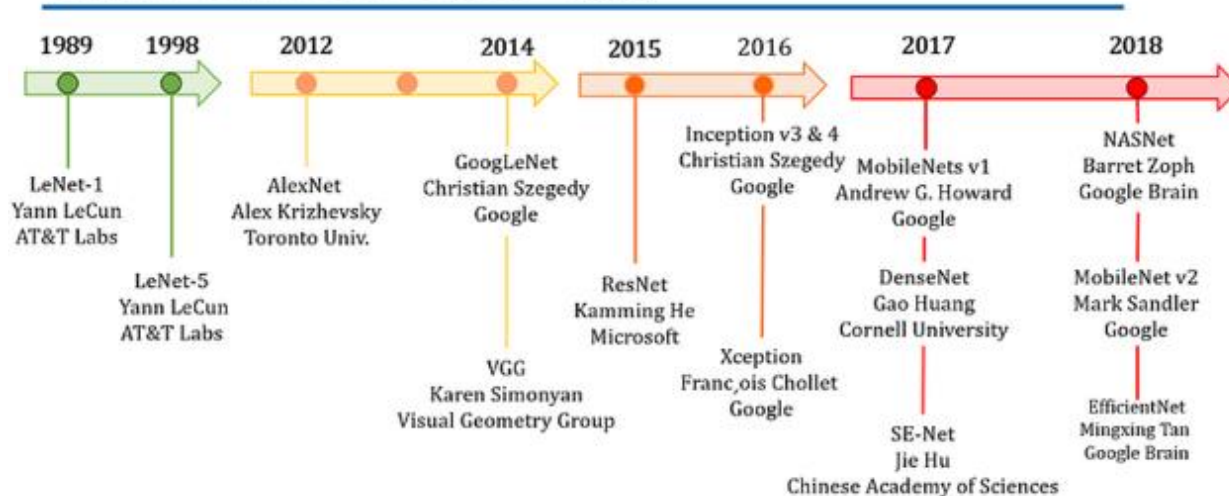 1989
1998
2012
2014
2015
2016
2017
2018
LeNet-1
Yann LeCun
AT&T Labs
LeNet-5
Yann LeCun
AT&T Labs
AlexNet
Alex Krizhevsky
Toronto Univ.
GoogLeNet
Christian Szegedy
Google
VGG
Karen Simonyan
Visual Geometry Group
ResNet
Kamming He
Microsoft
Inception v3 & 4
Christian Szegedy
Google
Xception
Franc¸ois Chollet
Google
MobileNets v1
Andrew G. Howard
Google
DenseNet
Gao Huang
Cornell University
SE-Net
Jie Hu
Chinese Academy of Sciences
NASNet
Barret Zoph
Google Brain
MobileNet v2
Mark Sandler
Google
EfficientNet
Mingxing Tan
Google Brain